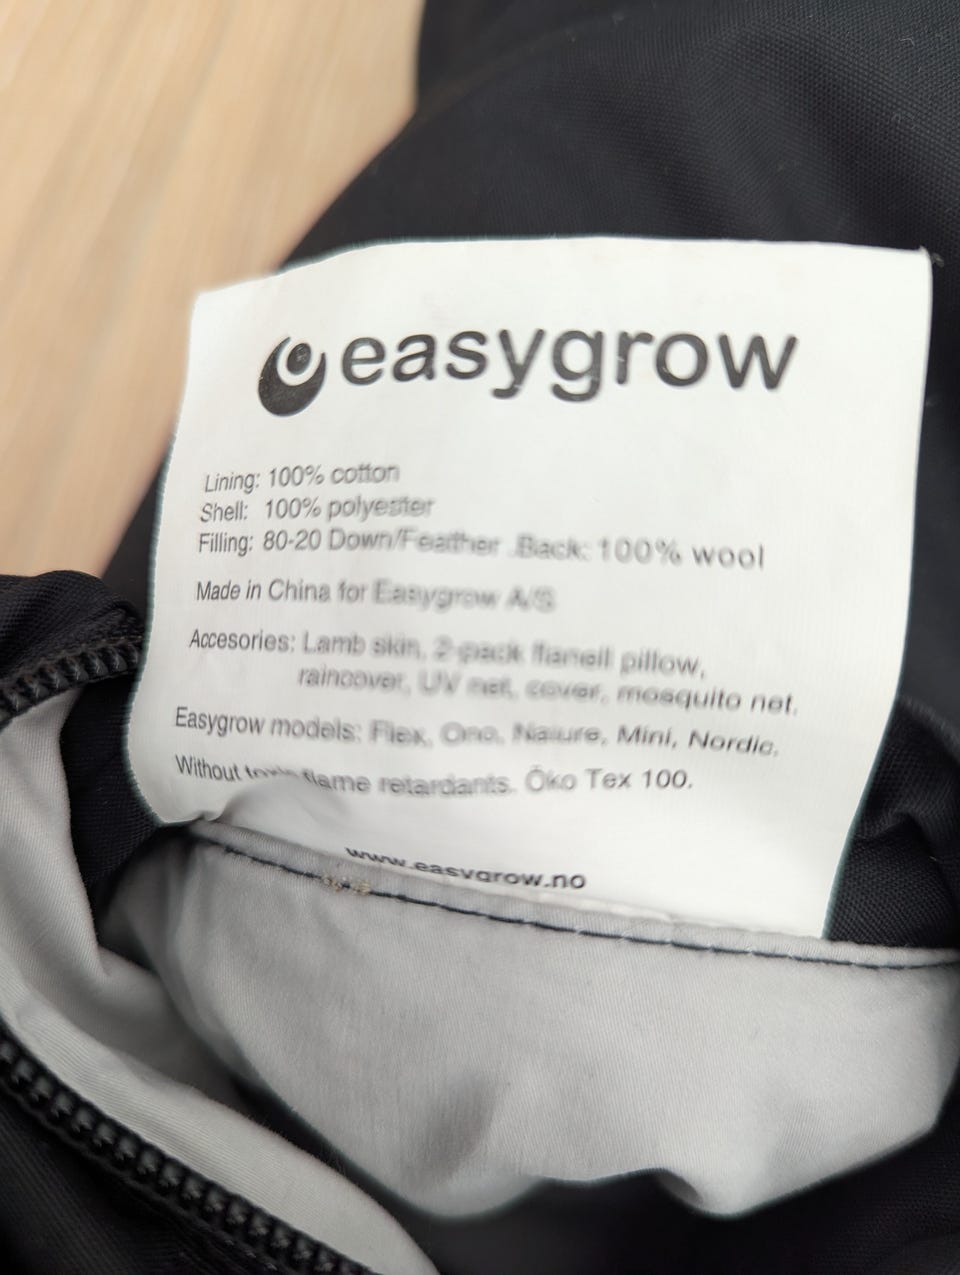 easygrow
Lining: 100% cotton
Shell: 100% polyester
Filling: 80-20 Down/Feather Back: 100% wool
Made in China for Easygrow A/S
Accesories: Lamb skin, 2-pack flanell pillow,
raincover, UV net, cover, mosquito net.
Easygrow models: Flex, Ono, Nature, Mini, Nordic.
Without toxic flame retardants. Öko Tex 100.
www.easygrow.no